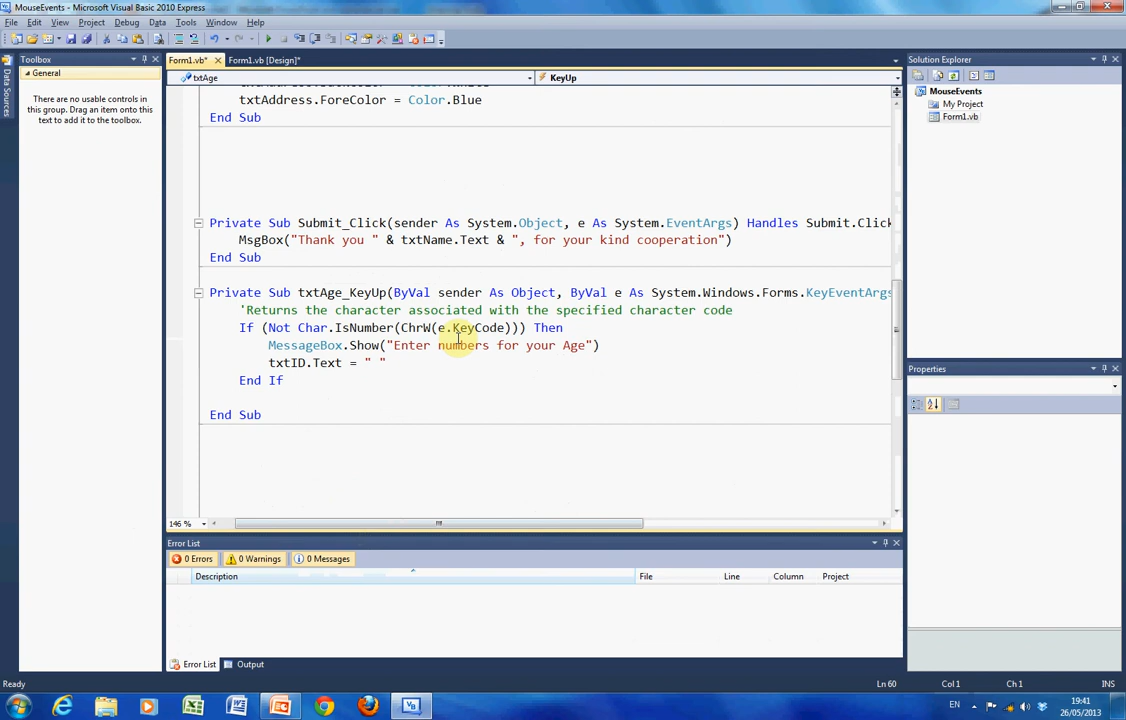 MouseEvents - Microsoft Visual Basic 2010 Express
File Edit View Project Debug Data Tools Window Help
Toolbox
General
There are no usable controls in
this group. Drag an item onto this
text to add it to the toolbox.
Data Sources
Form1.vb* Form1.vb [Design]*
txtAge KeyUp
txtAddress.ForeColor = Color.Blue
End Sub
Private Sub Submit_Click(sender As System.Object, e As System.EventArgs) Handles Submit.Click
MsgBox("Thank you " & txtName.Text & ", for your kind cooperation")
End Sub
Private Sub txtAge_KeyUp(ByVal sender As Object, ByVal e As System.Windows.Forms.KeyEventArgs
'Returns the character associated with the specified character code
If (Not Char.IsNumber(ChrW(e.KeyCode))) Then
MessageBox.Show("Enter numbers for your Age")
txtID.Text = " "
End If
End Sub
146 %
Error List
0 Errors 0 Warnings 0 Messages
Description File Line Column Project
Error List Output
Solution Explorer
MouseEvents
My Project
Form1.vb
Properties
Ready Ln 60 Col 1 Ch 1 INS
EN 19:41
26/05/2013